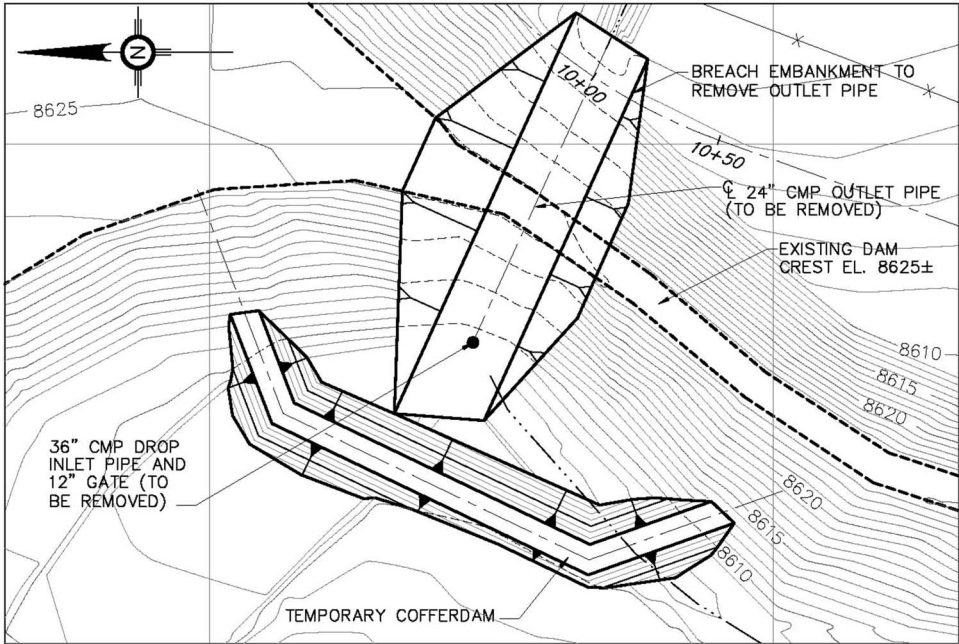 N
8625
10+00
BREACH EMBANKMENT TO
REMOVE OUTLET PIPE
10+50
℄ 24" CMP OUTLET PIPE
(TO BE REMOVED)
EXISTING DAM
CREST EL. 8625±
8610
8615
8620
36" CMP DROP
INLET PIPE AND
12" GATE (TO
BE REMOVED)
8620
8615
8610
TEMPORARY COFFERDAM